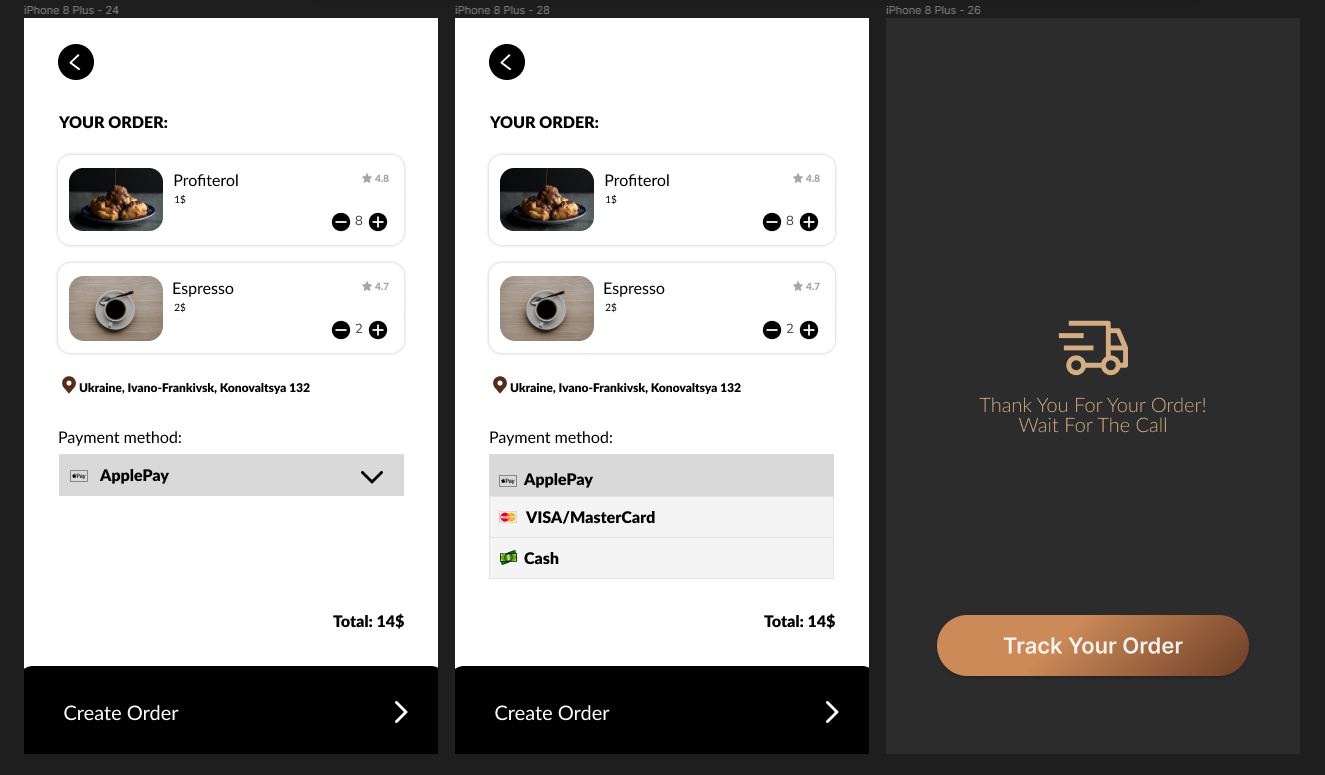 iPhone 8 Plus - 24
YOUR ORDER:
Profiterol
4.8
1$
8
Espresso
4.7
2$
2
Ukraine, Ivano-Frankivsk, Konovaltsya 132
Payment method:
Pay
ApplePay
Total: 14$
Create Order
iPhone 8 Plus - 28
YOUR ORDER:
Profiterol
4.8
1$
8
Espresso
4.7
2$
2
Ukraine, Ivano-Frankivsk, Konovaltsya 132
Payment method:
Pay
ApplePay
VISA/MasterCard
Cash
Total: 14$
Create Order
iPhone 8 Plus - 26
Thank You For Your Order!
Wait For The Call
Track Your Order